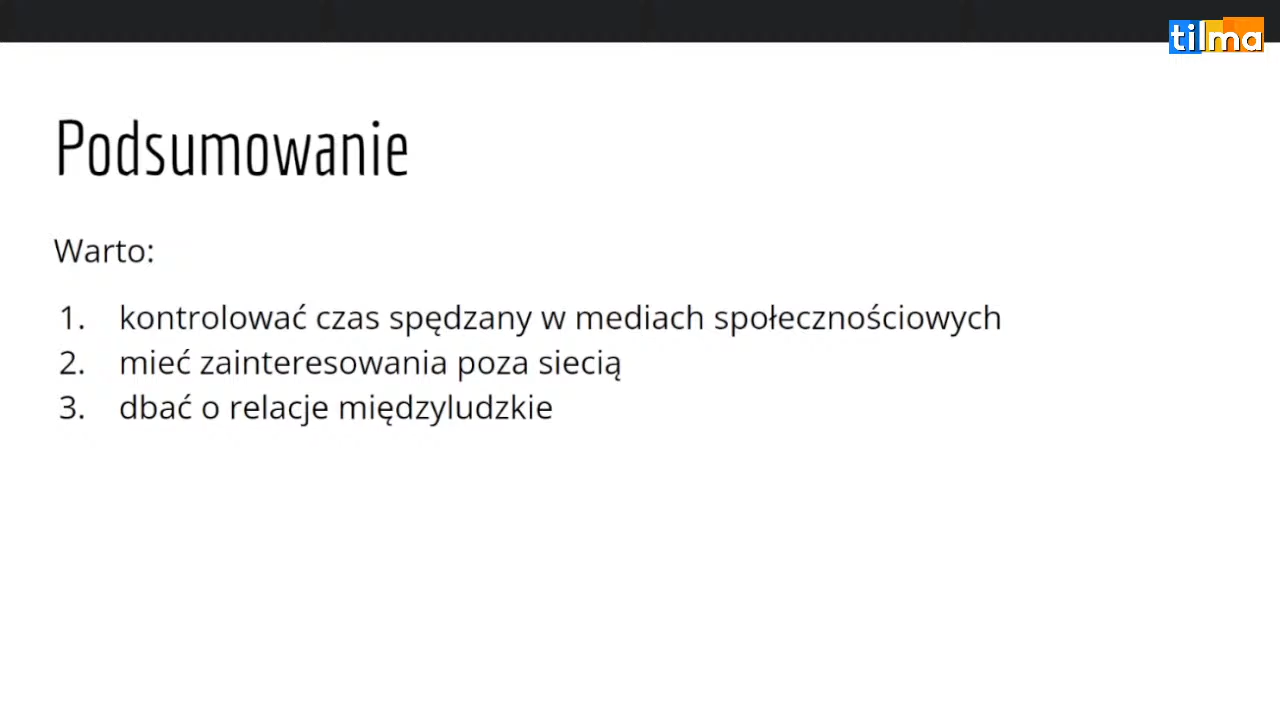 tilma
Podsumowanie
Warto:
1. kontrolować czas spędzany w mediach społecznościowych
2. mieć zainteresowania poza siecią
3. dbać o relacje międzyludzkie